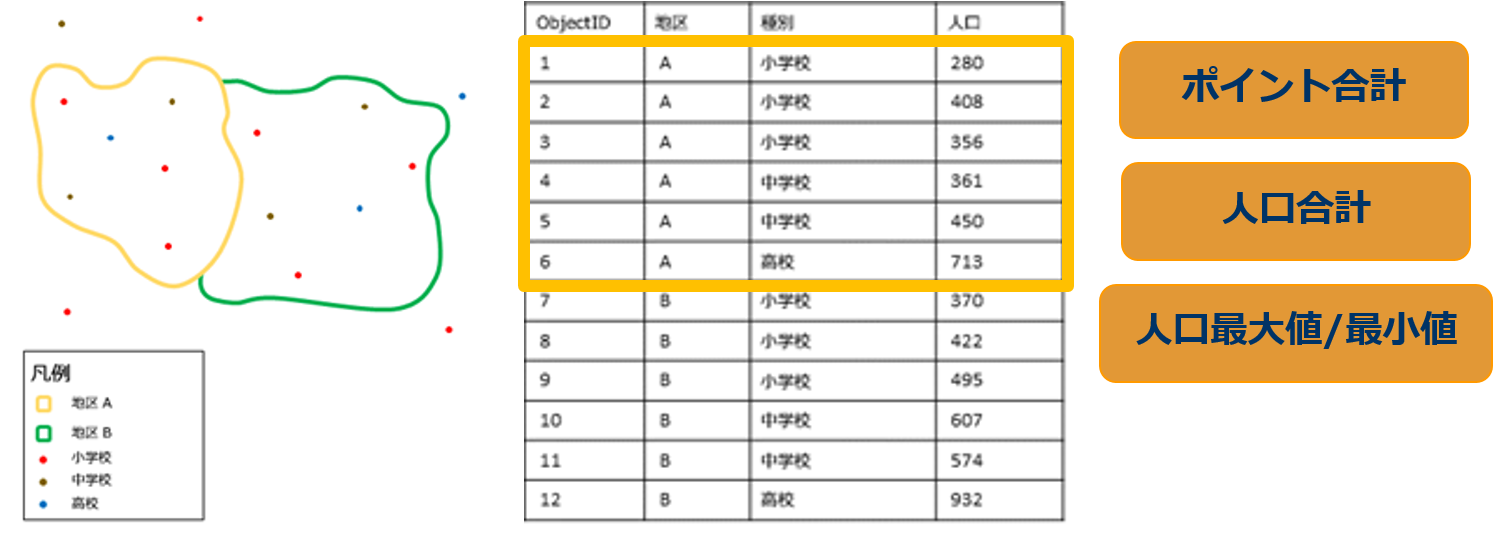 ObjectID 地区 種別 人口
1 A 小学校 280
2 A 小学校 408
3 A 小学校 356
4 A 中学校 361
5 A 中学校 450
6 A 高校 713
7 B 小学校 370
8 B 小学校 422
9 B 小学校 495
10 B 中学校 607
11 B 中学校 574
12 B 高校 932
ポイント合計
人口合計
人口最大値/最小値
凡例
地区 A
地区 B
小学校
中学校
高校